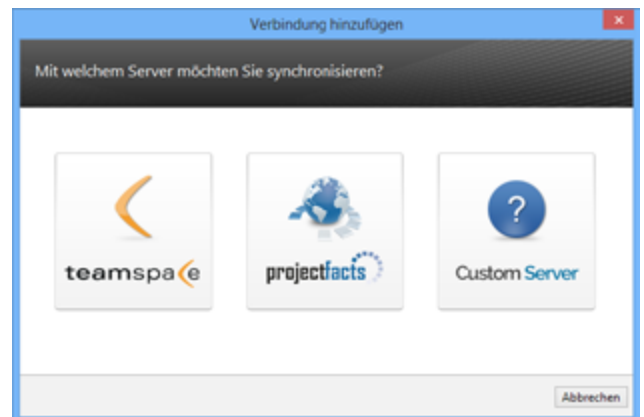 Verbindung hinzufügen
Mit welchem Server möchten Sie synchronisieren?
teamspace
projectfacts
?
Custom Server
Abbrechen